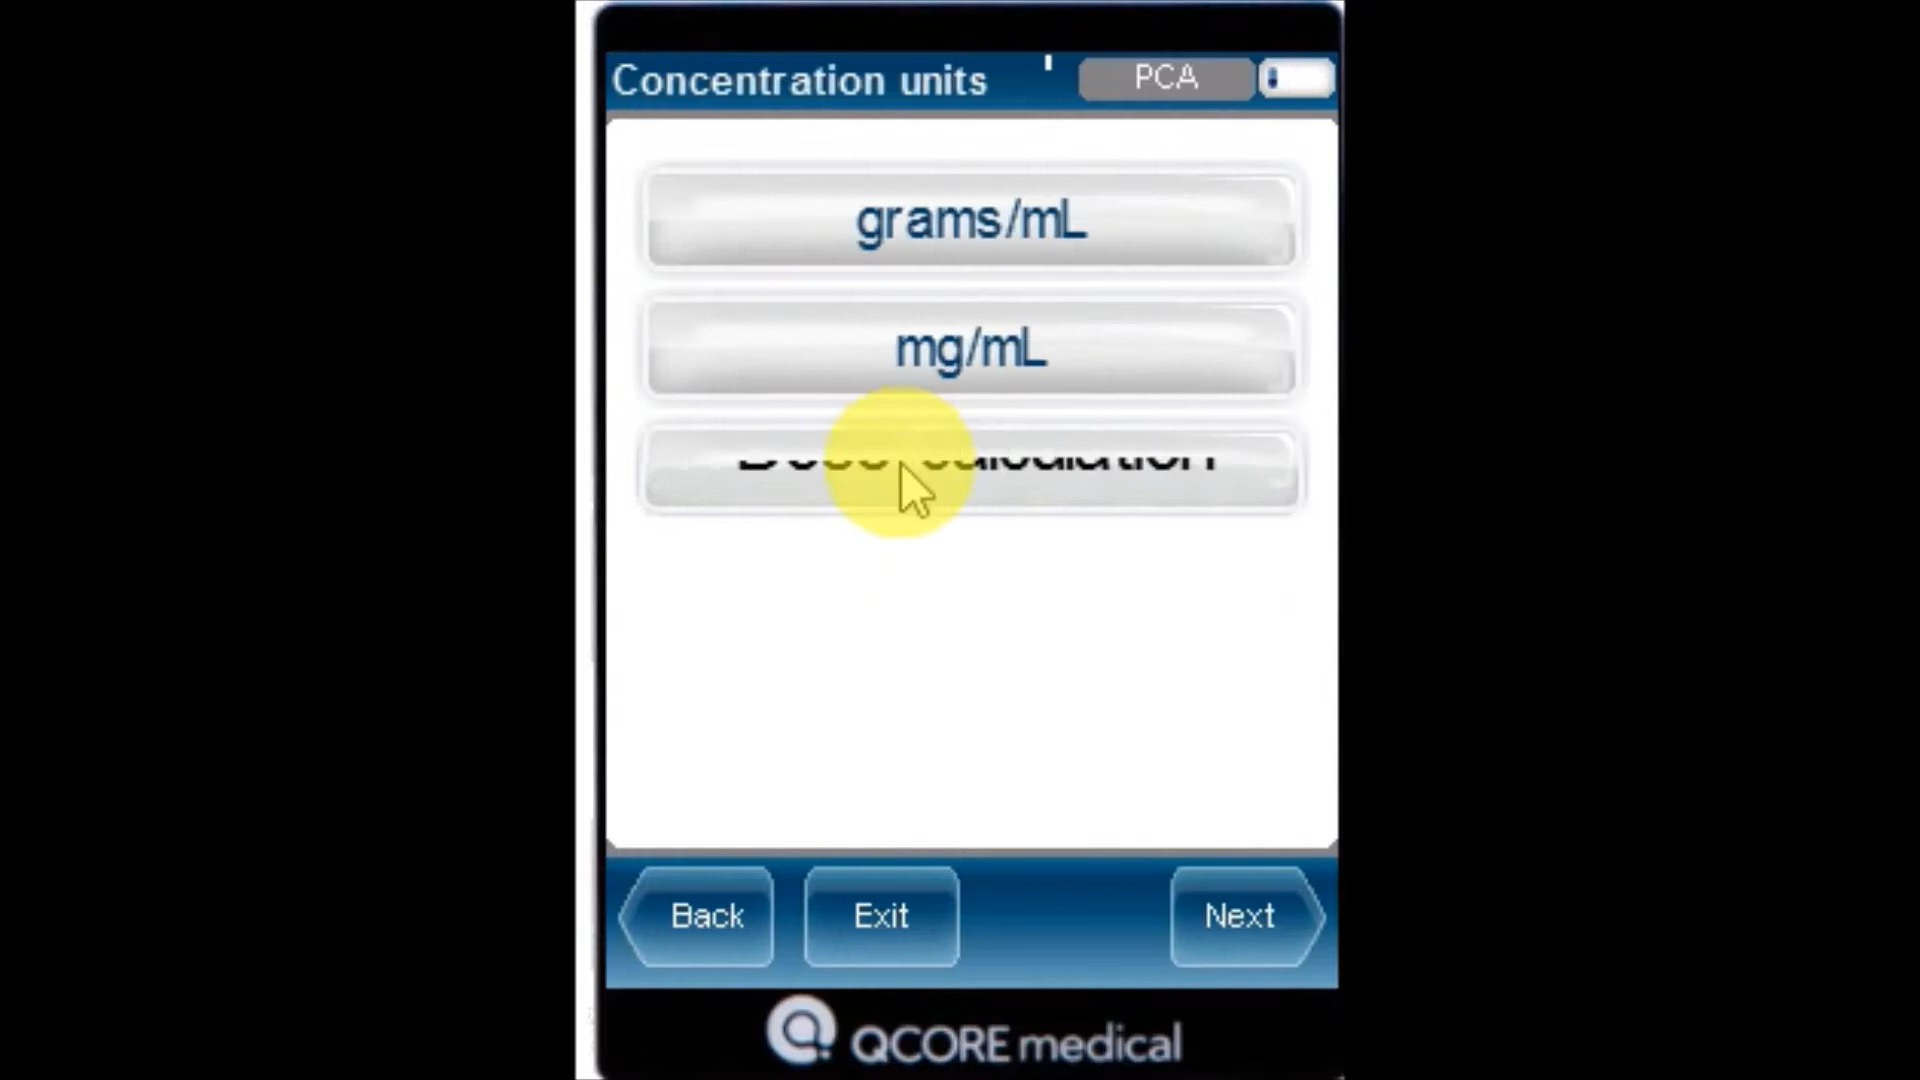 Concentration units
PCA
grams/mL
mg/mL
Back
Exit
Next
QCORE medical